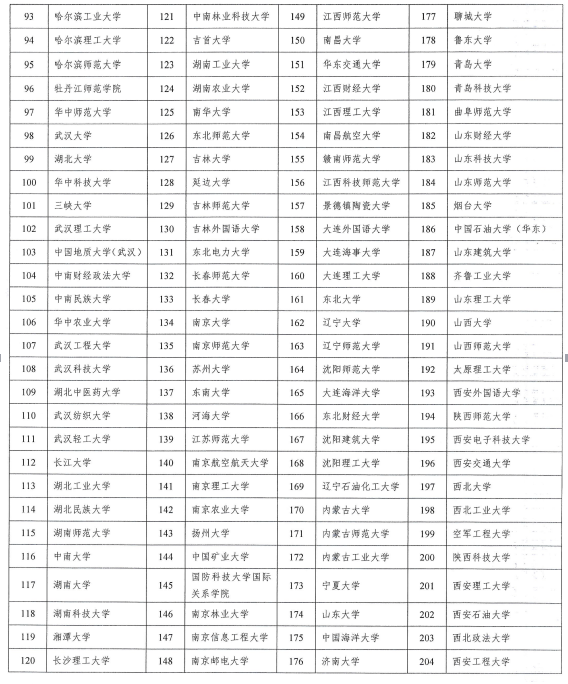 93 哈尔滨工业大学 121 中南林业科技大学 149 江西师范大学 177 聊城大学
94 哈尔滨理工大学 122 吉首大学 150 南昌大学 178 鲁东大学
95 哈尔滨师范大学 123 湖南工业大学 151 华东交通大学 179 青岛大学
96 牡丹江师范学院 124 湖南农业大学 152 江西财经大学 180 青岛科技大学
97 华中师范大学 125 南华大学 153 江西理工大学 181 曲阜师范大学
98 武汉大学 126 东北师范大学 154 南昌航空大学 182 山东财经大学
99 湖北大学 127 吉林大学 155 赣南师范大学 183 山东科技大学
100 华中科技大学 128 延边大学 156 江西科技师范大学 184 山东师范大学
101 三峡大学 129 吉林师范大学 157 景德镇陶瓷大学 185 烟台大学
102 武汉理工大学 130 吉林外国语大学 158 大连外国语大学 186 中国石油大学（华东）
103 中国地质大学（武汉） 131 东北电力大学 159 大连海事大学 187 山东建筑大学
104 中南财经政法大学 132 长春师范大学 160 大连理工大学 188 齐鲁工业大学
105 中南民族大学 133 长春大学 161 东北大学 189 山东理工大学
106 华中农业大学 134 南京大学 162 辽宁大学 190 山西大学
107 武汉工程大学 135 南京师范大学 163 辽宁师范大学 191 山西师范大学
108 武汉科技大学 136 苏州大学 164 沈阳师范大学 192 太原理工大学
109 湖北中医药大学 137 东南大学 165 大连海洋大学 193 西安外国语大学
110 武汉纺织大学 138 河海大学 166 东北财经大学 194 陕西师范大学
111 武汉轻工大学 139 江苏师范大学 167 沈阳建筑大学 195 西安电子科技大学
112 长江大学 140 南京航空航天大学 168 沈阳理工大学 196 西安交通大学
113 湖北工业大学 141 南京理工大学 169 辽宁石油化工大学 197 西北大学
114 湖北民族大学 142 南京农业大学 170 内蒙古大学 198 西北工业大学
115 湖南师范大学 143 扬州大学 171 内蒙古师范大学 199 空军工程大学
116 中南大学 144 中国矿业大学 172 内蒙古工业大学 200 陕西科技大学
117 湖南大学 145 国防科技大学国际
关系学院 173 宁夏大学 201 西安理工大学
118 湖南科技大学 146 南京林业大学 174 山东大学 202 西安石油大学
119 湘潭大学 147 南京信息工程大学 175 中国海洋大学 203 西北政法大学
120 长沙理工大学 148 南京邮电大学 176 济南大学 204 西安工程大学